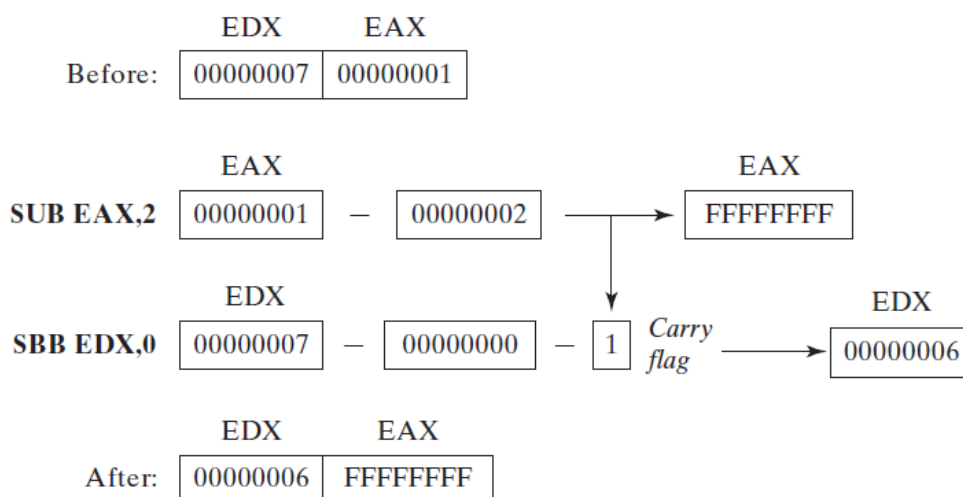 EDX EAX
Before: 00000007 00000001
EAX EAX
SUB EAX,2 00000001 – 00000002 FFFFFFFF
EDX EDX
SBB EDX,0 00000007 – 00000000 – 1 Carry flag 00000006
EDX EAX
After: 00000006 FFFFFFFF